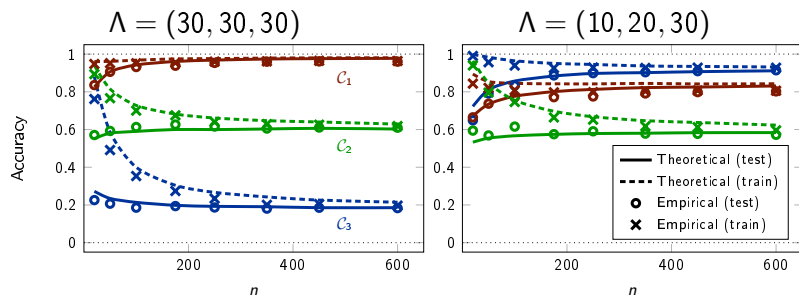 Λ = (30, 30, 30)
Λ = (10, 20, 30)
Accuracy
1
0.8
0.6
0.4
0.2
0
C1
C2
C3
200
400
600
n
1
0.8
0.6
0.4
0.2
0
Theoretical (test)
Theoretical (train)
Empirical (test)
Empirical (train)
200
400
600
n